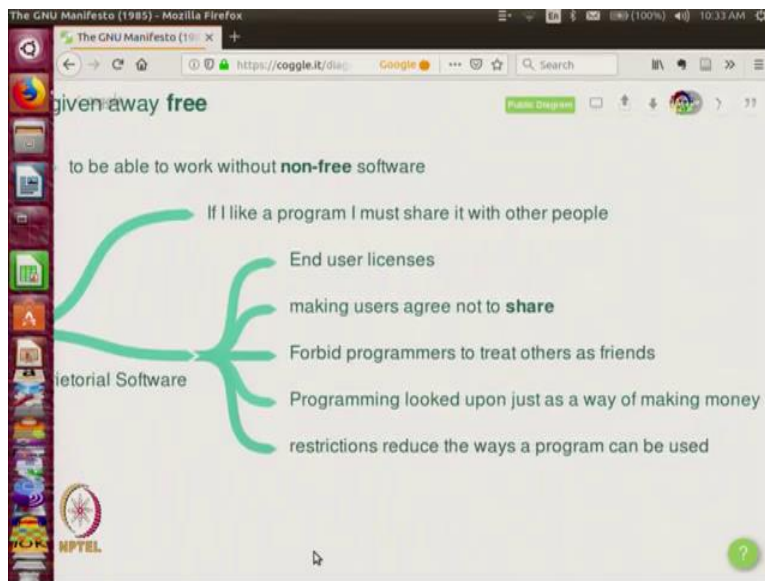 The GNU Manifesto (1985) - Mozilla Firefox
En
(100%)
10:33 AM
The GNU Manifesto (198
https://coggle.it/diag
Google
Search
given away free
Public Diagram
to be able to work without non-free software
If I like a program I must share it with other people
End user licenses
making users agree not to share
Forbid programmers to treat others as friends
rietorial Software
Programming looked upon just as a way of making money
restrictions reduce the ways a program can be used
NPTEL
?